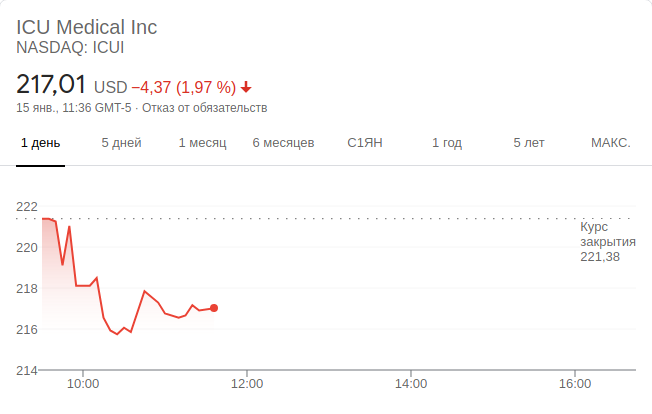 ICU Medical Inc
NASDAQ: ICUI
217,01 USD −4,37 (1,97 %)
15 янв., 11:36 GMT-5 · Отказ от обязательств
1 день 5 дней 1 месяц 6 месяцев С1ЯН 1 год 5 лет МАКС.
222
Курс
закрытия
221,38
220
218
216
214
10:00 12:00 14:00 16:00